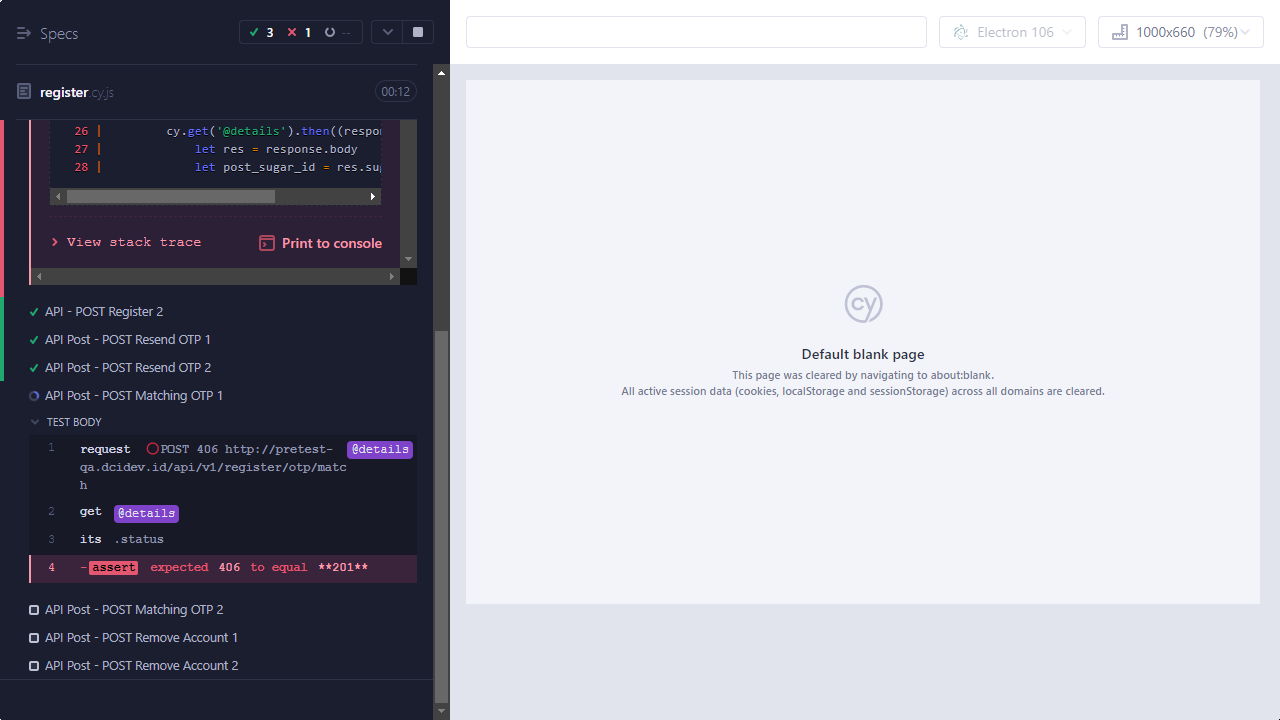 Specs
3 1 --
Electron 106
1000x660 (79%)
register.cy.js
00:12
26 | cy.get('@details').then((respon
27 | let res = response.body
28 | let post_sugar_id = res.sug
View stack trace
Print to console
API - POST Register 2
API Post - POST Resend OTP 1
API Post - POST Resend OTP 2
API Post - POST Matching OTP 1
TEST BODY
1 request POST 406 http://pretest- @details
qa.dcidev.id/api/v1/register/otp/matc
h
2 get @details
3 its .status
4 -assert expected 406 to equal **201**
API Post - POST Matching OTP 2
API Post - POST Remove Account 1
API Post - POST Remove Account 2
cy
Default blank page
This page was cleared by navigating to about:blank.
All active session data (cookies, localStorage and sessionStorage) across all domains are cleared.